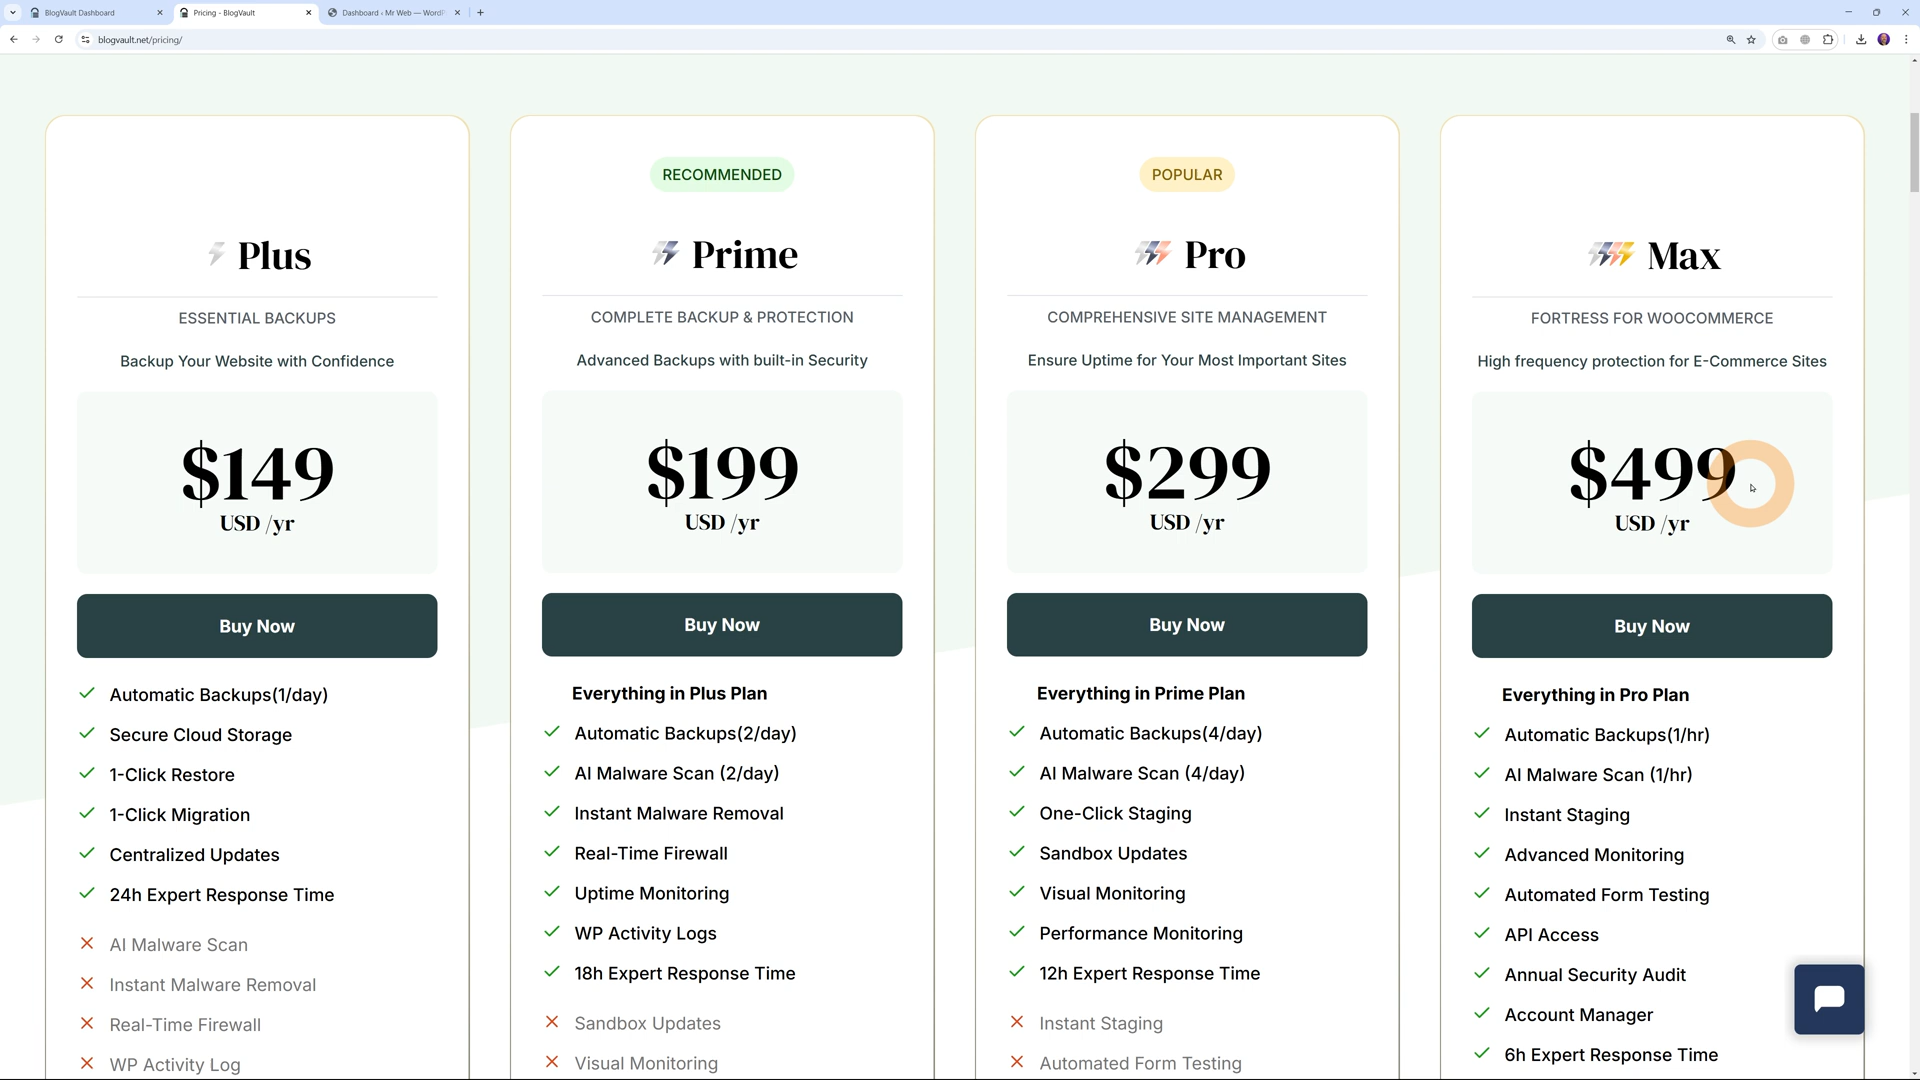 BlogVault Dashboard
Pricing - BlogVault
Dashboard ‹ Mr Web — WordP
blogvault.net/pricing/
Plus
ESSENTIAL BACKUPS
Backup Your Website with Confidence
$149
USD /yr
Buy Now
Automatic Backups(1/day)
Secure Cloud Storage
1-Click Restore
1-Click Migration
Centralized Updates
24h Expert Response Time
AI Malware Scan
Instant Malware Removal
Real-Time Firewall
WP Activity Log
RECOMMENDED
Prime
COMPLETE BACKUP & PROTECTION
Advanced Backups with built-in Security
$199
USD /yr
Buy Now
Everything in Plus Plan
Automatic Backups(2/day)
AI Malware Scan (2/day)
Instant Malware Removal
Real-Time Firewall
Uptime Monitoring
WP Activity Logs
18h Expert Response Time
Sandbox Updates
Visual Monitoring
POPULAR
Pro
COMPREHENSIVE SITE MANAGEMENT
Ensure Uptime for Your Most Important Sites
$299
USD /yr
Buy Now
Everything in Prime Plan
Automatic Backups(4/day)
AI Malware Scan (4/day)
One-Click Staging
Sandbox Updates
Visual Monitoring
Performance Monitoring
12h Expert Response Time
Instant Staging
Automated Form Testing
Max
FORTRESS FOR WOOCOMMERCE
High frequency protection for E-Commerce Sites
$499
USD /yr
Buy Now
Everything in Pro Plan
Automatic Backups(1/hr)
AI Malware Scan (1/hr)
Instant Staging
Advanced Monitoring
Automated Form Testing
API Access
Annual Security Audit
Account Manager
6h Expert Response Time